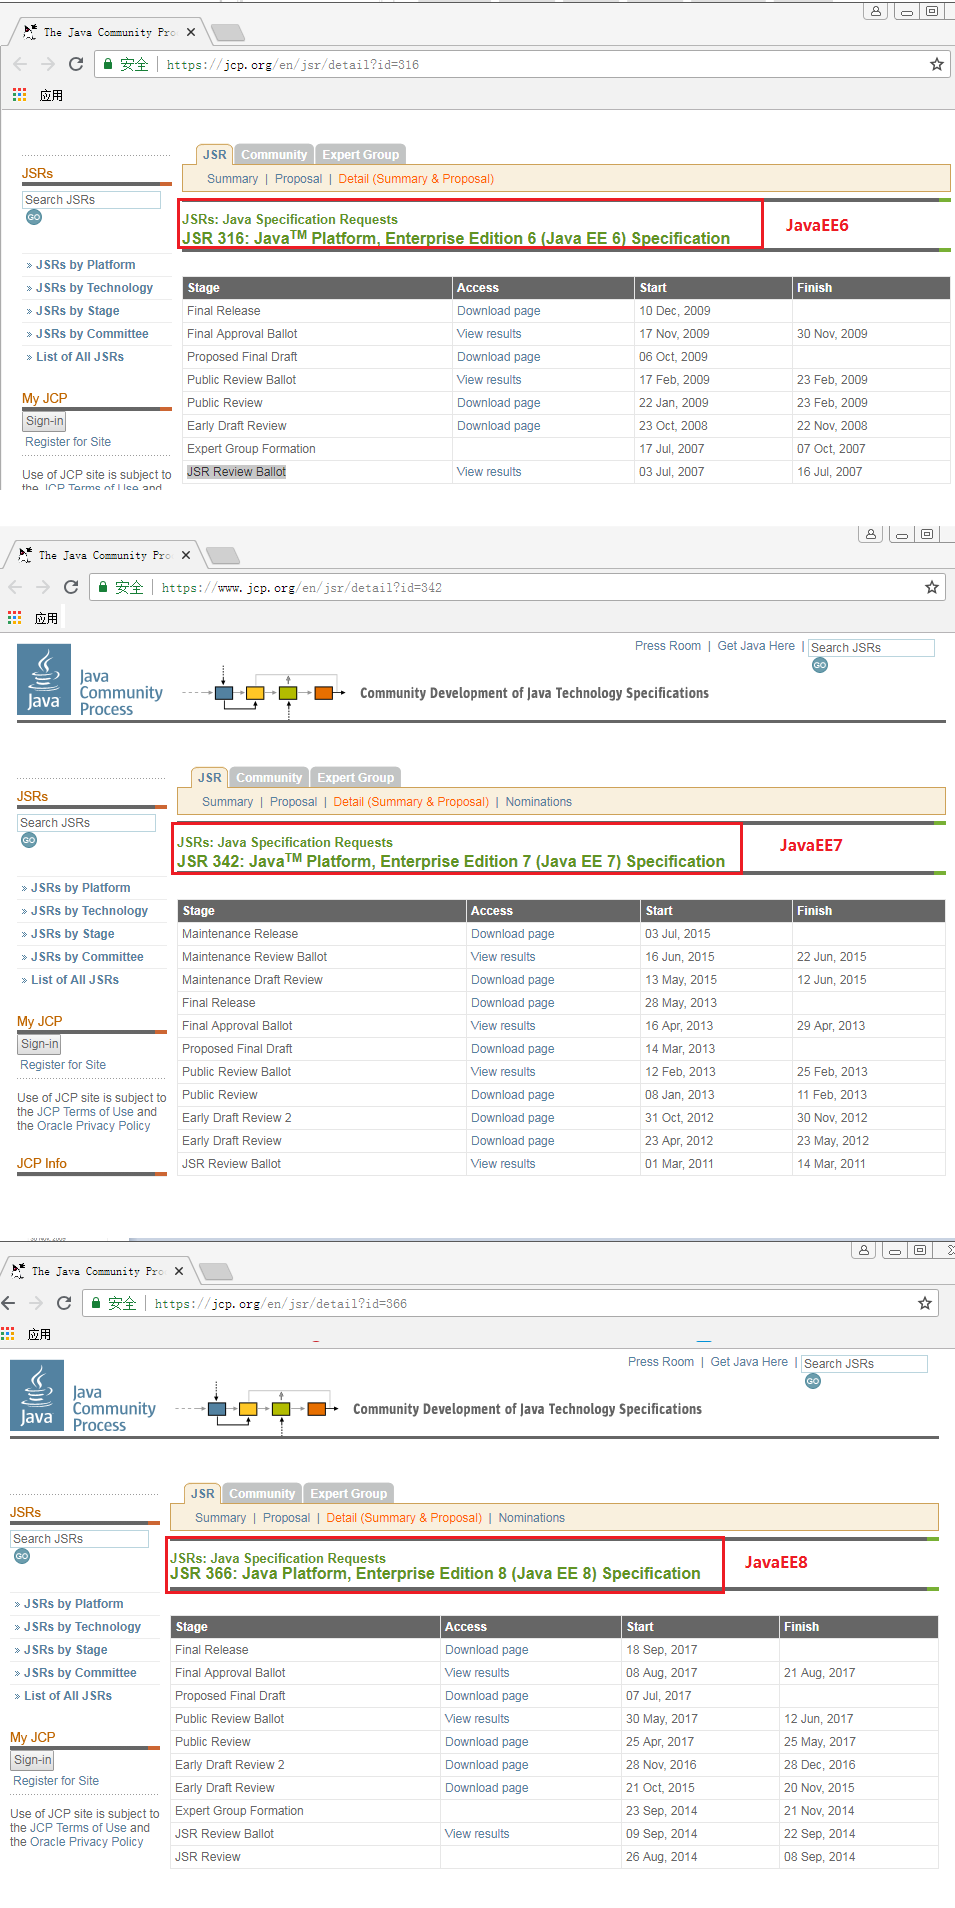 The Java Community Pro
安全 https://jcp.org/en/jsr/detail?id=316
应用
JSR Community Expert Group
Summary | Proposal | Detail (Summary & Proposal)
JSRs
Search JSRs
GO
» JSRs by Platform
» JSRs by Technology
» JSRs by Stage
» JSRs by Committee
» List of All JSRs
My JCP
Sign-in
Register for Site
Use of JCP site is subject to
the JCP Terms of Use and
JSRs: Java Specification Requests
JSR 316: Java™ Platform, Enterprise Edition 6 (Java EE 6) Specification
JavaEE6
Stage Access Start Finish
Final Release Download page 10 Dec, 2009
Final Approval Ballot View results 17 Nov, 2009 30 Nov, 2009
Proposed Final Draft Download page 06 Oct, 2009
Public Review Ballot View results 17 Feb, 2009 23 Feb, 2009
Public Review Download page 22 Jan, 2009 23 Feb, 2009
Early Draft Review Download page 23 Oct, 2008 22 Nov, 2008
Expert Group Formation 17 Jul, 2007 07 Oct, 2007
JSR Review Ballot View results 03 Jul, 2007 16 Jul, 2007
The Java Community Pro
安全 https://www.jcp.org/en/jsr/detail?id=342
应用
Press Room | Get Java Here | Search JSRs
GO
Java
Java
Community
Process
Community Development of Java Technology Specifications
JSR Community Expert Group
Summary | Proposal | Detail (Summary & Proposal) | Nominations
JSRs
Search JSRs
GO
» JSRs by Platform
» JSRs by Technology
» JSRs by Stage
» JSRs by Committee
» List of All JSRs
My JCP
Sign-in
Register for Site
Use of JCP site is subject to
the JCP Terms of Use and
the Oracle Privacy Policy
JCP Info
JSRs: Java Specification Requests
JSR 342: Java™ Platform, Enterprise Edition 7 (Java EE 7) Specification
JavaEE7
Stage Access Start Finish
Maintenance Release Download page 03 Jul, 2015
Maintenance Review Ballot View results 16 Jun, 2015 22 Jun, 2015
Maintenance Draft Review Download page 13 May, 2015 12 Jun, 2015
Final Release Download page 28 May, 2013
Final Approval Ballot View results 16 Apr, 2013 29 Apr, 2013
Proposed Final Draft Download page 14 Mar, 2013
Public Review Ballot View results 12 Feb, 2013 25 Feb, 2013
Public Review Download page 08 Jan, 2013 11 Feb, 2013
Early Draft Review 2 Download page 31 Oct, 2012 30 Nov, 2012
Early Draft Review Download page 23 Apr, 2012 23 May, 2012
JSR Review Ballot View results 01 Mar, 2011 14 Mar, 2011
The Java Community Pro
安全 https://jcp.org/en/jsr/detail?id=366
应用
Press Room | Get Java Here | Search JSRs
GO
Java
Java
Community
Process
Community Development of Java Technology Specifications
JSR Community Expert Group
Summary | Proposal | Detail (Summary & Proposal) | Nominations
JSRs
Search JSRs
GO
» JSRs by Platform
» JSRs by Technology
» JSRs by Stage
» JSRs by Committee
» List of All JSRs
My JCP
Sign-in
Register for Site
Use of JCP site is subject to
the JCP Terms of Use and
the Oracle Privacy Policy
JSRs: Java Specification Requests
JSR 366: Java Platform, Enterprise Edition 8 (Java EE 8) Specification
JavaEE8
Stage Access Start Finish
Final Release Download page 18 Sep, 2017
Final Approval Ballot View results 08 Aug, 2017 21 Aug, 2017
Proposed Final Draft Download page 07 Jul, 2017
Public Review Ballot View results 30 May, 2017 12 Jun, 2017
Public Review Download page 25 Apr, 2017 25 May, 2017
Early Draft Review 2 Download page 28 Nov, 2016 28 Dec, 2016
Early Draft Review Download page 21 Oct, 2015 20 Nov, 2015
Expert Group Formation 23 Sep, 2014 21 Nov, 2014
JSR Review Ballot View results 09 Sep, 2014 22 Sep, 2014
JSR Review 26 Aug, 2014 08 Sep, 2014